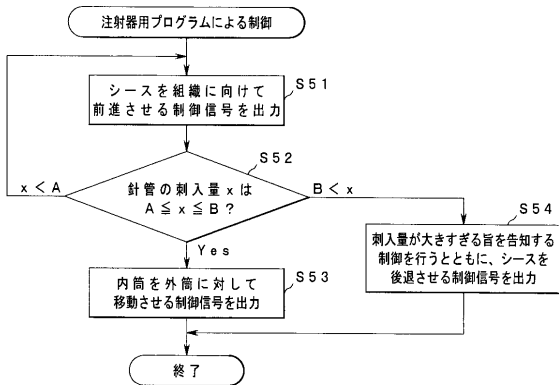 注射器用プログラムによる制御
S51
シースを組織に向けて
前進させる制御信号を出力
S52
x<A
針管の刺入量xは
A≦x≦B?
B<x
S54
刺入量が大きすぎる旨を告知する
制御を行うとともに、シースを
後退させる制御信号を出力
Yes
S53
内筒を外筒に対して
移動させる制御信号を出力
終了